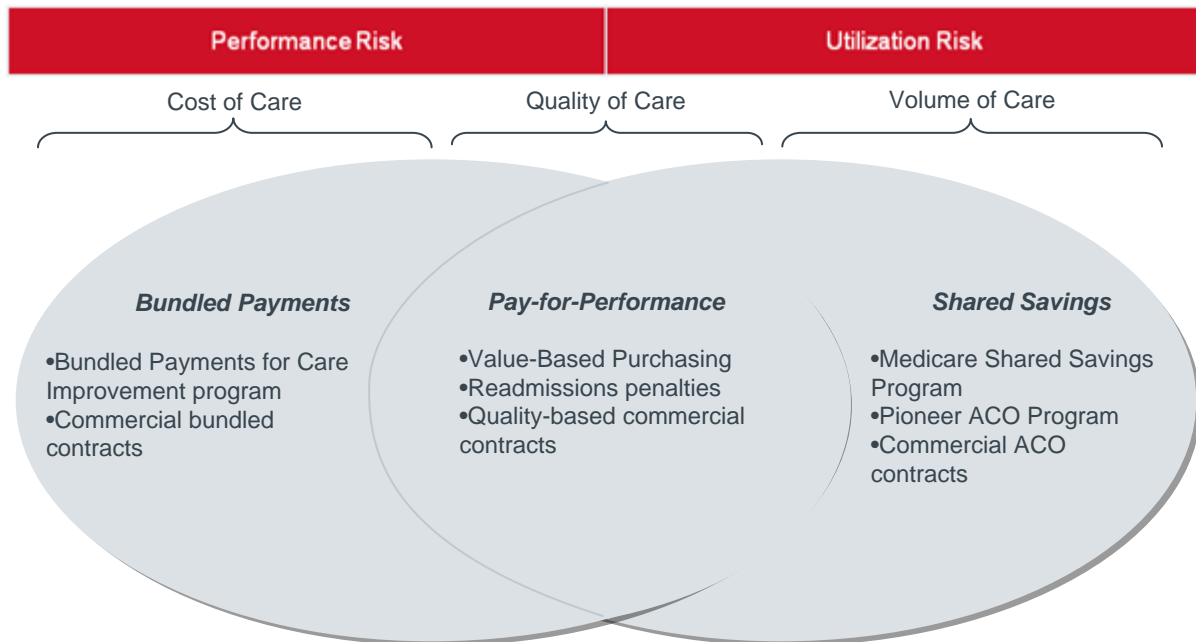 Performance Risk
Utilization Risk
Cost of Care
Quality of Care
Volume of Care
Bundled Payments
•Bundled Payments for Care
Improvement program
•Commercial bundled
contracts
Pay-for-Performance
•Value-Based Purchasing
•Readmissions penalties
•Quality-based commercial
contracts
Shared Savings
•Medicare Shared Savings
Program
•Pioneer ACO Program
•Commercial ACO
contracts